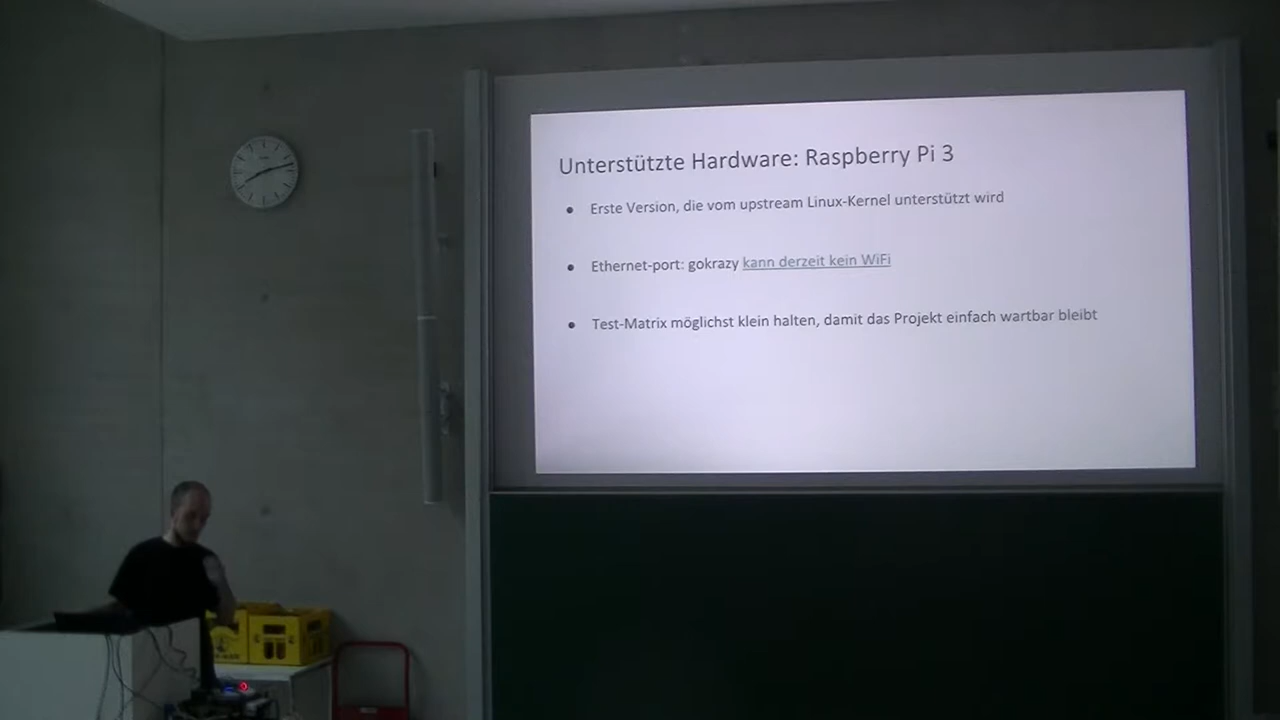 Unterstützte Hardware: Raspberry Pi 3
Erste Version, die vom upstream Linux-Kernel unterstützt wird
Ethernet-port: gokrazy kann derzeit kein WiFi
Test-Matrix möglichst klein halten, damit das Projekt einfach wartbar bleibt